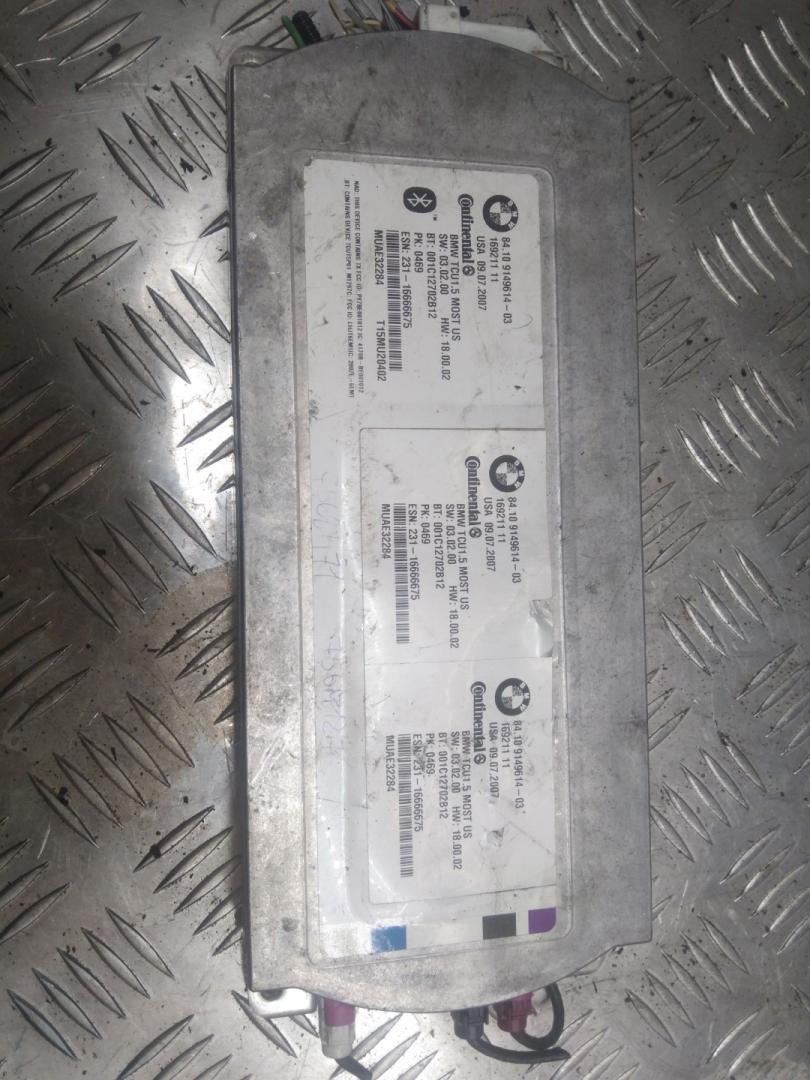 BMW
84.10 9149614-03
169211 11
USA 09.07.2007
Continental
BMW TCU1.5 MOST US
SW: 03.02.00 HW: 18.00.02
BT: 001C12702B12
PK: 0469
ESN: 231-16666675
MUAE32284 T15MU20402
BMW
84.10 9149614-03
169211 11
USA 09.07.2007
Continental
BMW TCU1.5 MOST US
SW: 03.02.00 HW: 18.00.02
BT: 001C12702B12
PK: 0469
ESN: 231-16666675
MUAE32284
BMW
84.10 9149614-03
169211 11
USA 09.07.2007
Continental
BMW TCU1.5 MOST US
SW: 03.02.00 HW: 18.00.02
BT: 001C12702B12
PK: 0469
ESN: 231-16666675
MUAE32284